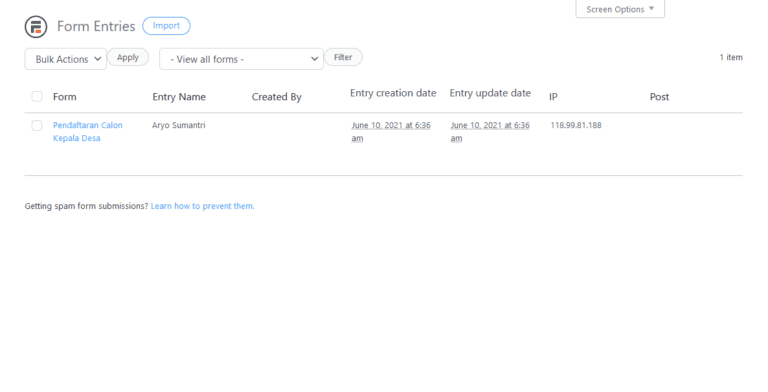 Screen Options ▼
Form Entries Import
Bulk Actions Apply - View all forms - Filter 1 item
Form Entry Name Created By Entry creation date Entry update date IP Post
Pendaftaran Calon Aryo Sumantri June 10, 2021 at 6:36 June 10, 2021 at 6:36 118.99.81.188
Kepala Desa am am
Getting spam form submissions? Learn how to prevent them.